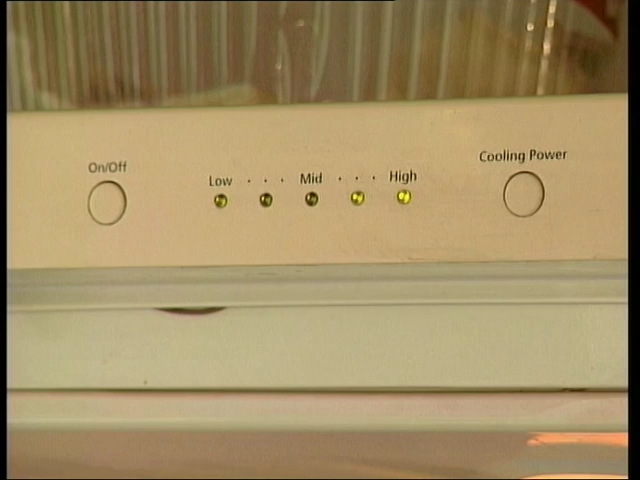 On/Off
Low . . . Mid . . . High
Cooling Power